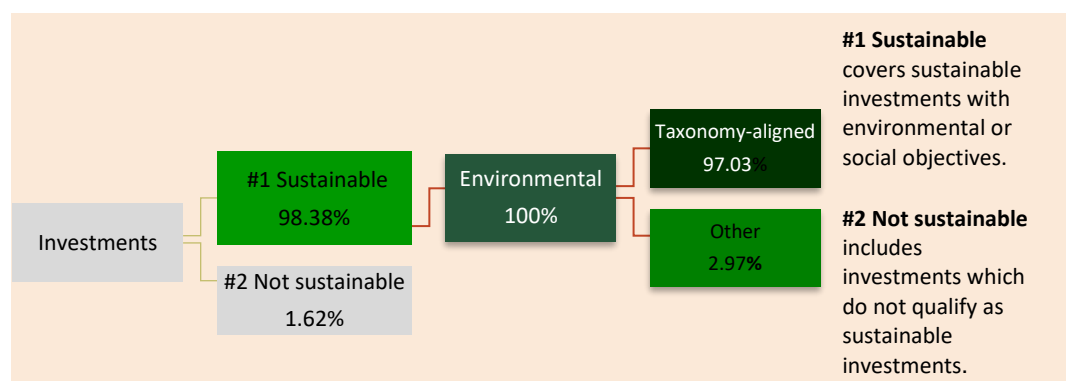 Investments
#1 Sustainable
98.38%
#2 Not sustainable
1.62%
Environmental
100%
Taxonomy-aligned
97.03%
Other
2.97%
#1 Sustainable
covers sustainable
investments with
environmental or
social objectives.
#2 Not sustainable
includes
investments which
do not qualify as
sustainable
investments.